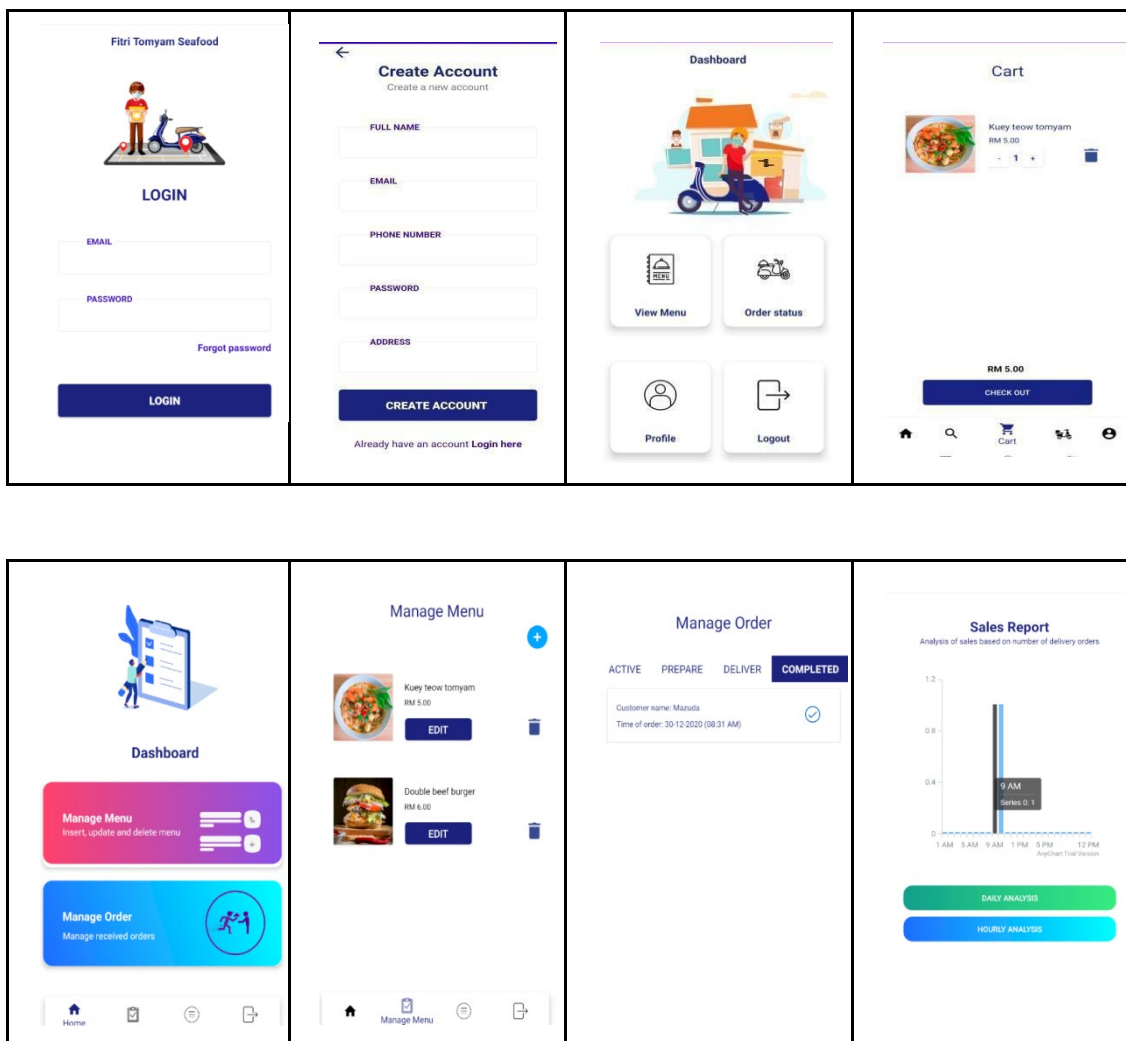 Fitri Tomyam Seafood
LOGIN
EMAIL
PASSWORD
Forgot password
LOGIN
Create Account
Create a new account
FULL NAME
EMAIL
PHONE NUMBER
PASSWORD
ADDRESS
CREATE ACCOUNT
Already have an account Login here
Dashboard
MENU
View Menu
Order status
Profile
Logout
Cart
Kuey teow tomyam
RM 5.00
- 1 +
RM 5.00
CHECK OUT
Cart
Dashboard
Manage Menu
Insert, update and delete menu
Manage Order
Manage received orders
Home
Manage Menu
+
Kuey teow tomyam
RM 5.00
EDIT
Double beef burger
RM 6.00
EDIT
Manage Menu
Manage Order
ACTIVE PREPARE DELIVER COMPLETED
Customer name: Mazuda
Time of order: 30-12-2020 (08:31 AM)
Sales Report
Analysis of sales based on number of delivery orders
1.2
0.8
0.4
0
9 AM
Series 0: 1
1 AM 5 AM 9 AM 1 PM 5 PM 12 PM
AnyChart Trial Version
DAILY ANALYSIS
HOURLY ANALYSIS